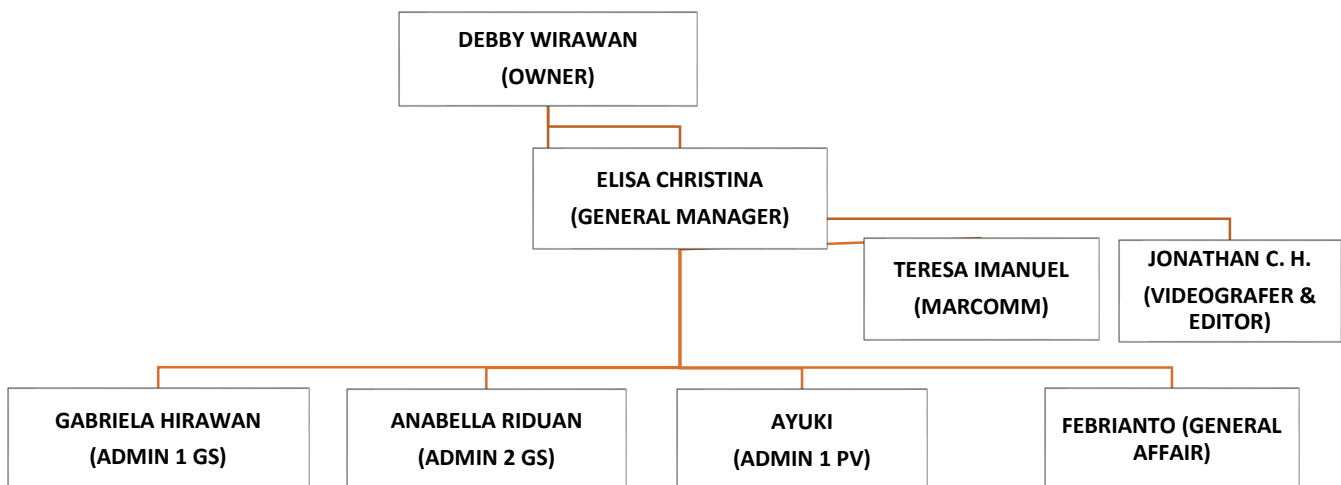 DEBBY WIRAWAN
(OWNER)
ELISA CHRISTINA
(GENERAL MANAGER)
TERESA IMANUEL
(MARCOMM)
JONATHAN C. H.
(VIDEOGRAFER &
EDITOR)
GABRIELA HIRAWAN
(ADMIN 1 GS)
ANABELLA RIDUAN
(ADMIN 2 GS)
AYUKI
(ADMIN 1 PV)
FEBRIANTO (GENERAL
AFFAIR)